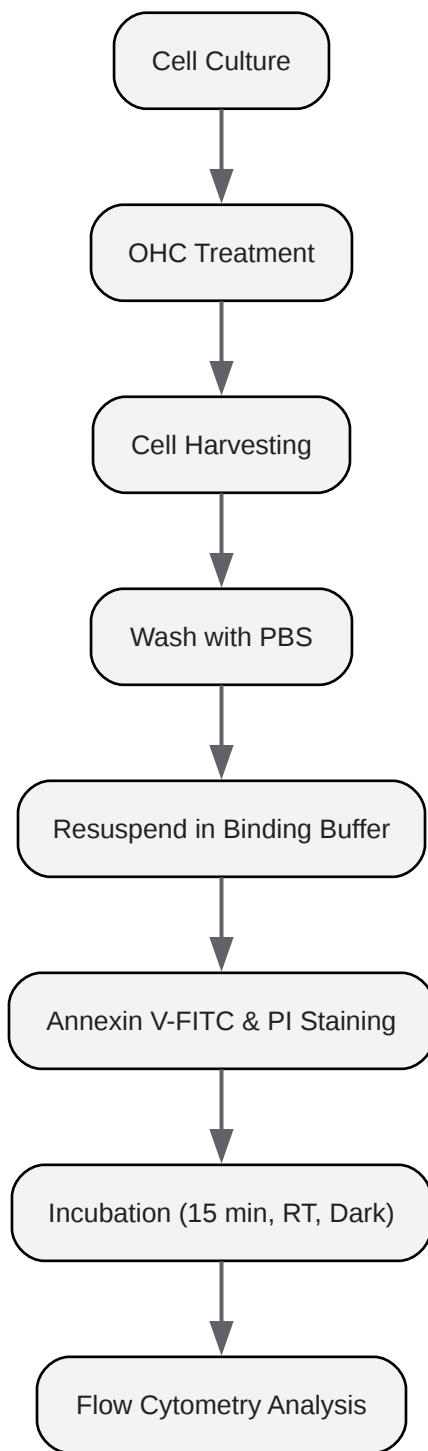 Cell Culture
OHC Treatment
Cell Harvesting
Wash with PBS
Resuspend in Binding Buffer
Annexin V-FITC & PI Staining
Incubation (15 min, RT, Dark)
Flow Cytometry Analysis